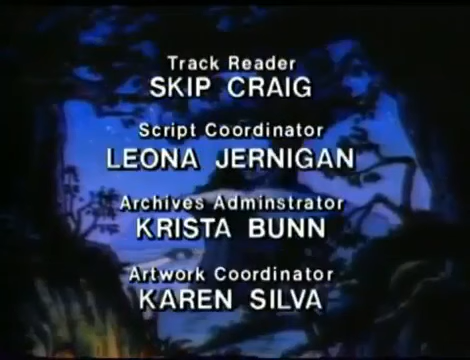 Track Reader
SKIP CRAIG
Script Coordinator
LEONA JERNIGAN
Archives Adminstrator
KRISTA BUNN
Artwork Coordinator
KAREN SILVA